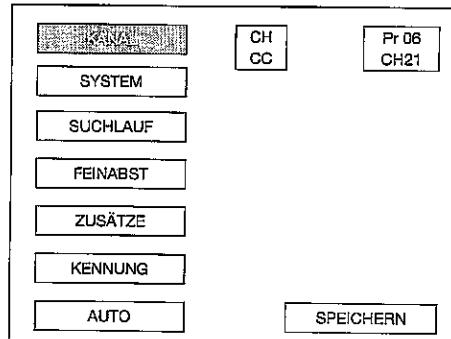 KANAL
CH
CC
Pr 06
CH21
SYSTEM
SUCHLAUF
FEINABST
ZUSÄTZE
KENNUNG
AUTO
SPEICHERN